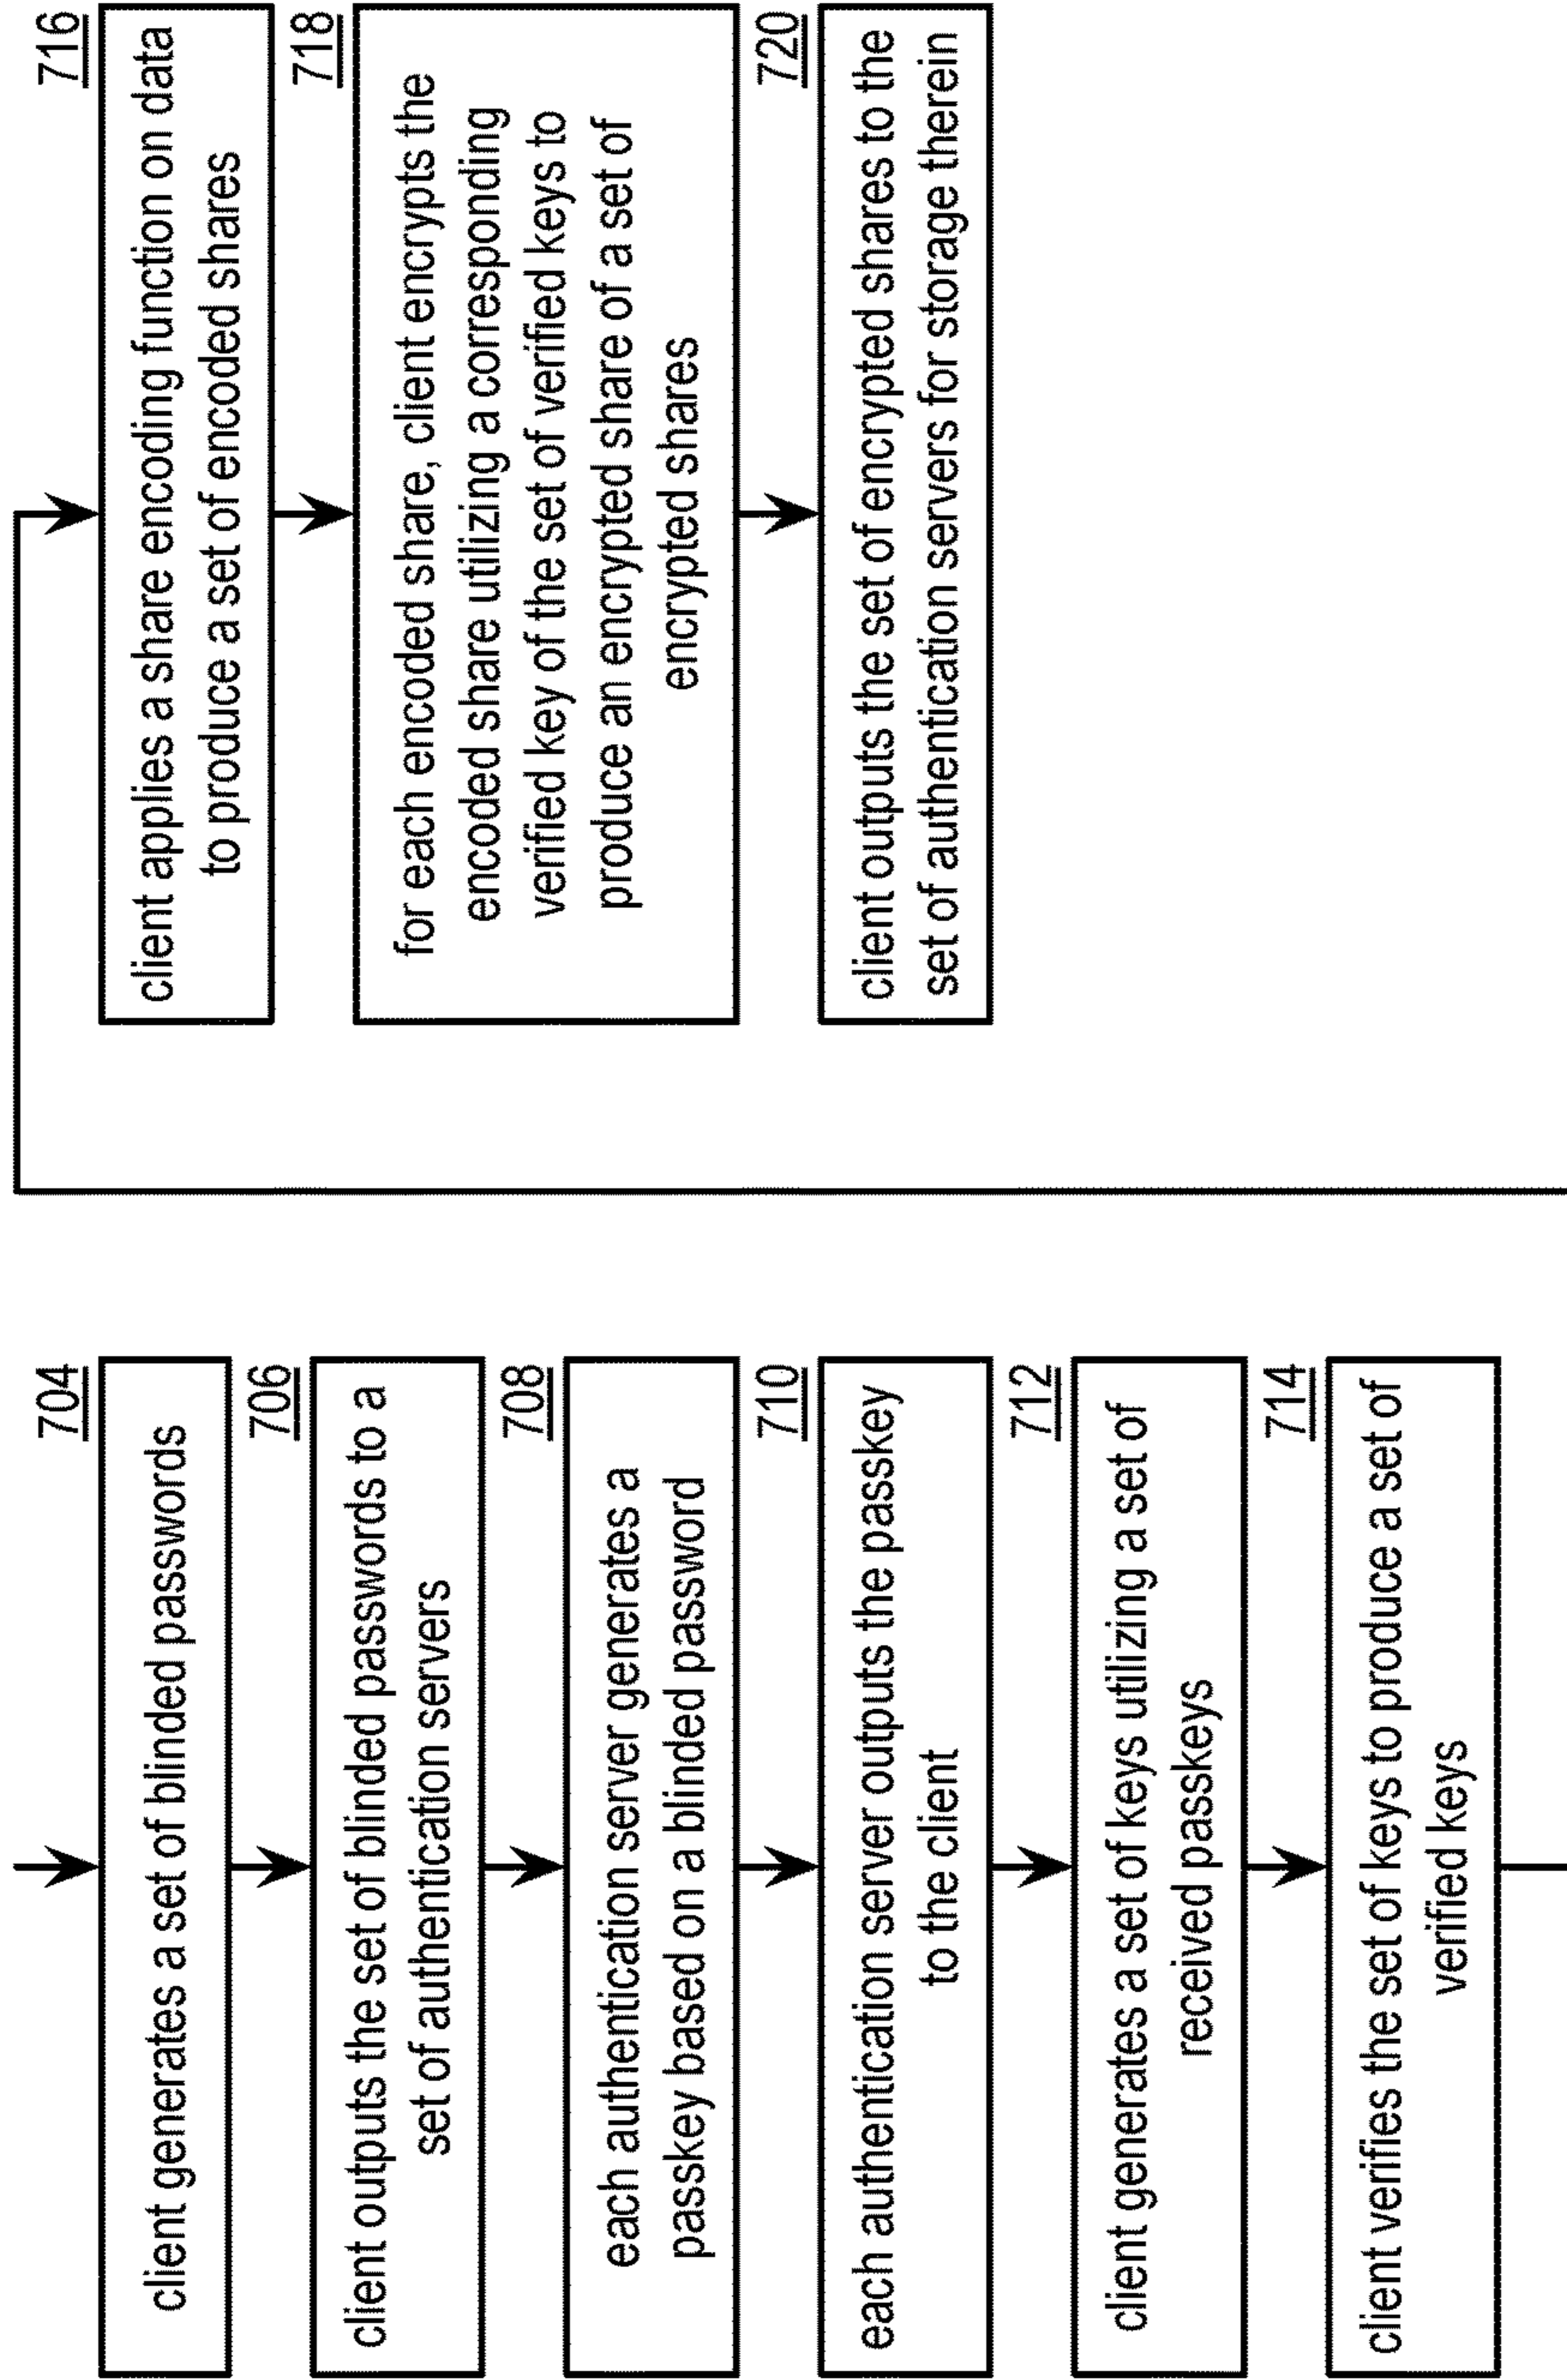 704
client generates a set of blinded passwords
706
client outputs the set of blinded passwords to a
set of authentication servers
708
each authentication server generates a
passkey based on a blinded password
710
each authentication server outputs the passkey
to the client
712
client generates a set of keys utilizing a set of
received passkeys
714
client verifies the set of keys to produce a set of
verified keys
716
client applies a share encoding function on data
to produce a set of encoded shares
718
for each encoded share, client encrypts the
encoded share utilizing a corresponding
verified key of the set of verified keys to
produce an encrypted share of a set of
encrypted shares
720
client outputs the set of encrypted shares to the
set of authentication servers for storage therein